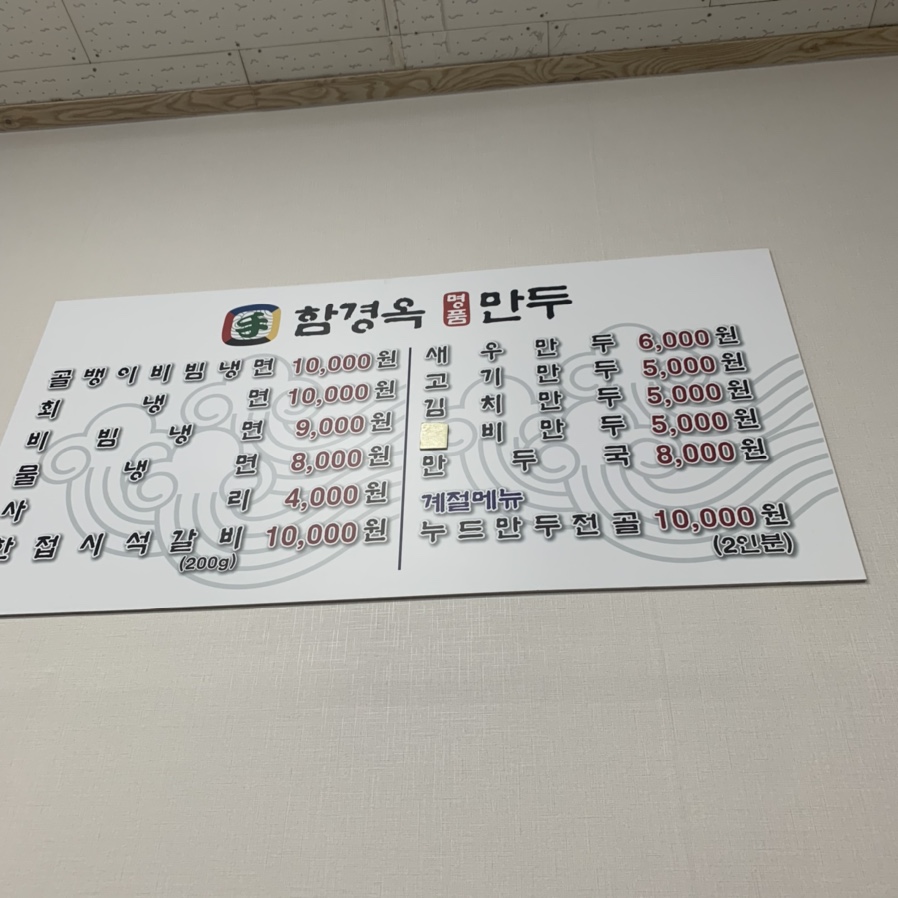 함경옥 명품 만두
골뱅이비빔냉면 10,000원
회냉면 10,000원
비빔냉면 9,000원
물냉면 8,000원
사리 4,000원
한접시석갈비 10,000원
(200g)
새우만두 6,000원
고기만두 5,000원
김치만두 5,000원
비만두 5,000원
만두국 8,000원
계절메뉴
누드만두전골 10,000원
(2인분)